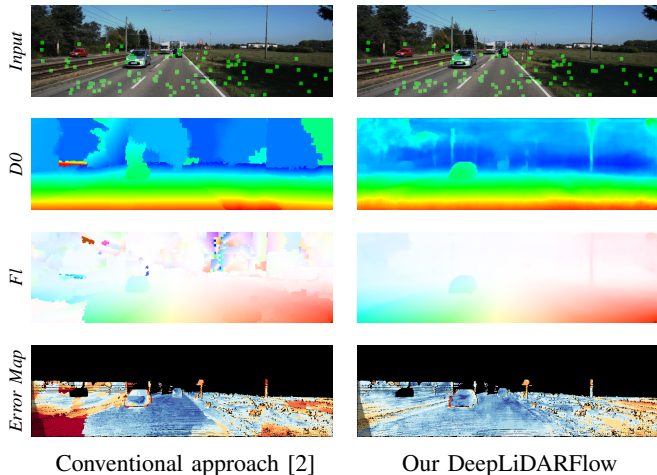 Input
D0
Fl
Error Map
Conventional approach [2]
Our DeepLiDARFlow